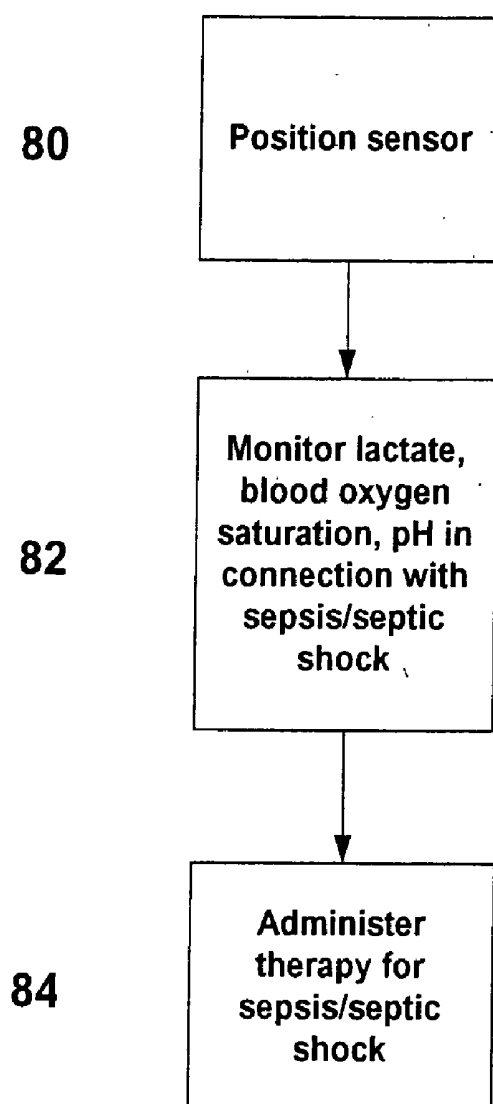 80
Position sensor
82
Monitor lactate,
blood oxygen
saturation, pH in
connection with
sepsis/septic
shock
84
Administer
therapy for
sepsis/septic
shock